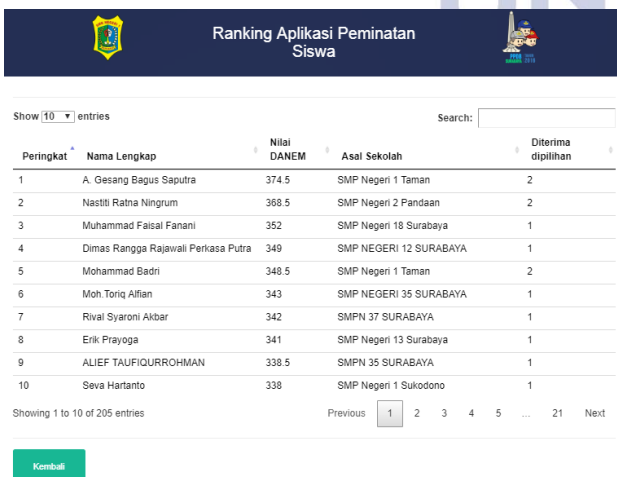 Ranking Aplikasi Peminatan
Siswa
Show 10 entries
Search:
Peringkat Nama Lengkap Nilai DANEM Asal Sekolah Diterima dipilihan
1 A. Gesang Bagus Saputra 374.5 SMP Negeri 1 Taman 2
2 Nastiti Ratna Ningrum 368.5 SMP Negeri 2 Pandaan 2
3 Muhammad Faisal Fanani 352 SMP Negeri 18 Surabaya 1
4 Dimas Rangga Rajawali Perkasa Putra 349 SMP NEGERI 12 SURABAYA 1
5 Mohammad Badri 348.5 SMP Negeri 1 Taman 2
6 Moh.Toriq Alfian 343 SMP NEGERI 35 SURABAYA 1
7 Rival Syaroni Akbar 342 SMPN 37 SURABAYA 1
8 Erik Prayoga 341 SMP Negeri 13 Surabaya 1
9 ALIEF TAUFIQURROHMAN 338.5 SMPN 35 SURABAYA 1
10 Seva Hartanto 338 SMP Negeri 1 Sukodono 1
Showing 1 to 10 of 205 entries
Previous 1 2 3 4 5 ... 21 Next
Kembali